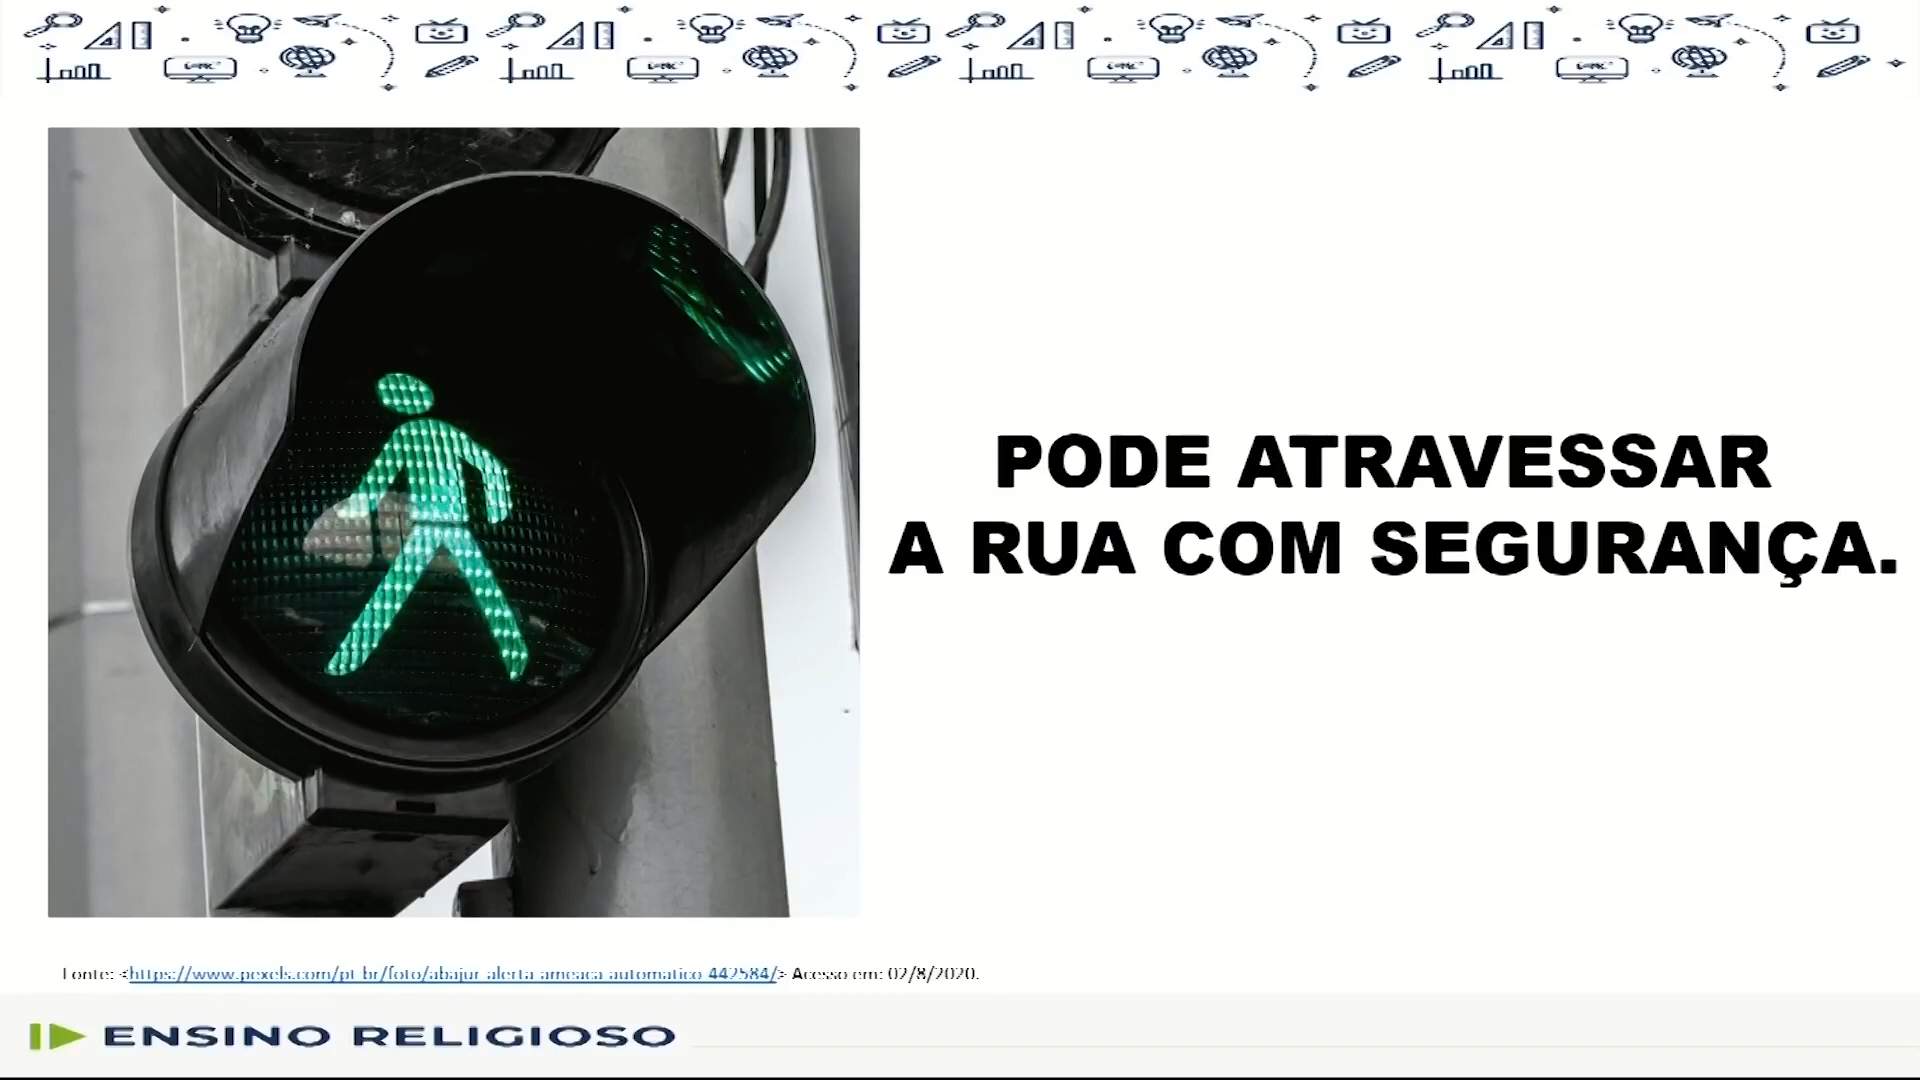 PODE ATRAVESSAR
A RUA COM SEGURANÇA.
Fonte: <https://www.pexels.com/pt-br/foto/abajur-alerta-ameaca-automatico-442584/> Acesso em: 02/8/2020.
ENSINO RELIGIOSO